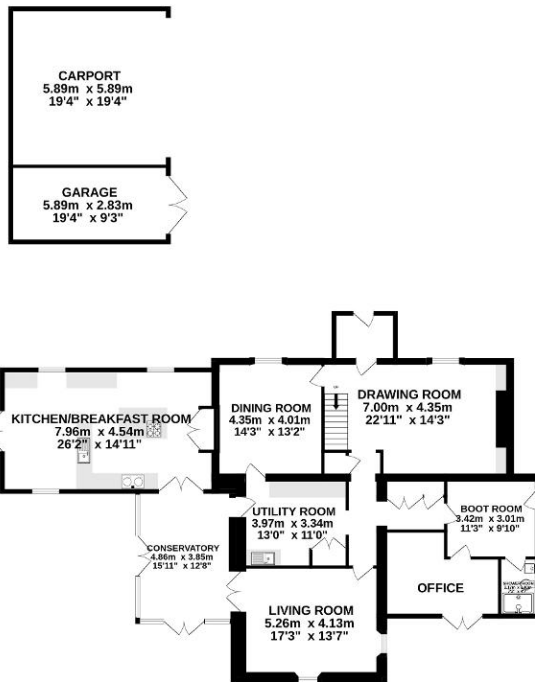 CARPORT
5.89m x 5.89m
19'4" x 19'4"
GARAGE
5.89m x 2.83m
19'4" x 9'3"
KITCHEN/BREAKFAST ROOM
7.96m x 4.54m
26'2" x 14'11"
DINING ROOM
4.35m x 4.01m
14'3" x 13'2"
DRAWING ROOM
7.00m x 4.35m
22'11" x 14'3"
UTILITY ROOM
3.97m x 3.34m
13'0" x 11'0"
BOOT ROOM
3.42m x 3.01m
11'3" x 9'10"
CONSERVATORY
4.86m x 3.85m
15'11" x 12'8"
OFFICE
SHOWER ROOM
LIVING ROOM
5.26m x 4.13m
17'3" x 13'7"